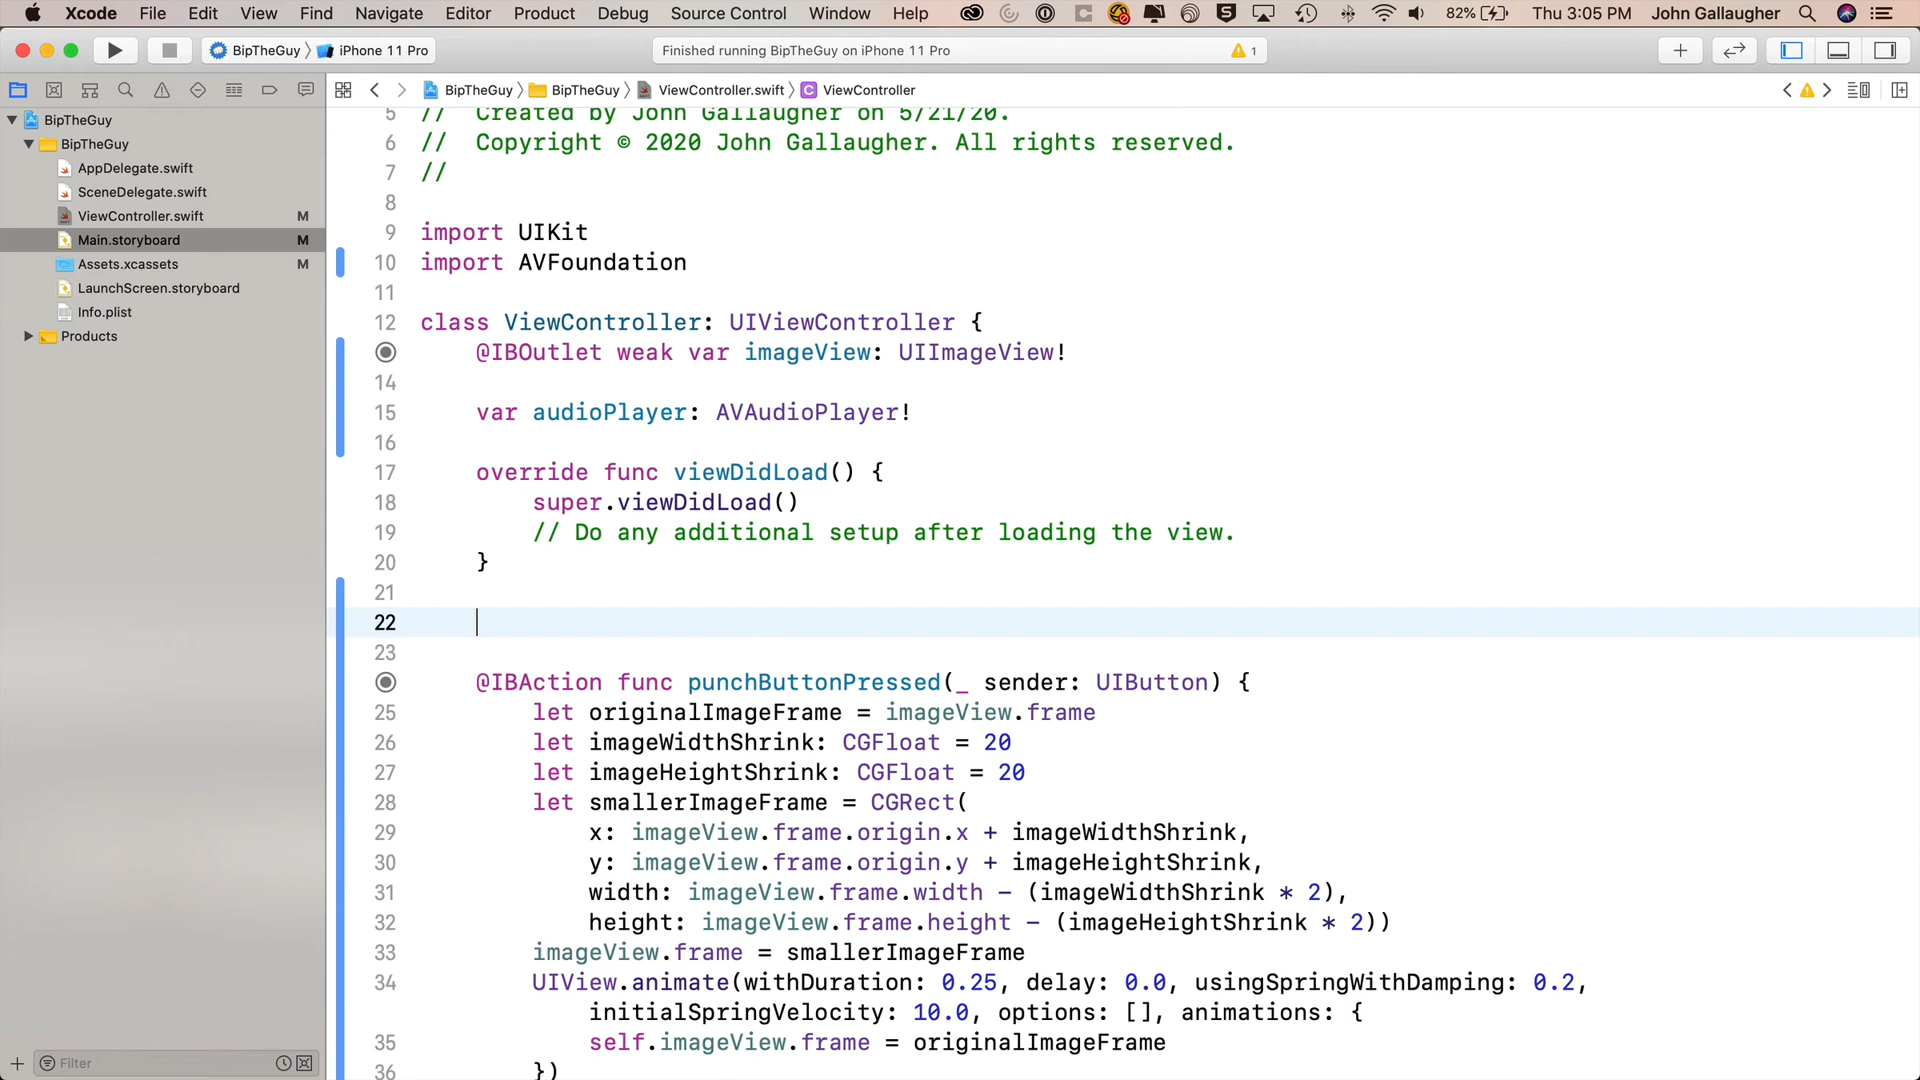 Xcode File Edit View Find Navigate Editor Product Debug Source Control Window Help 82% Thu 3:05 PM John Gallaugher
BipTheGuy iPhone 11 Pro Finished running BipTheGuy on iPhone 11 Pro 1
BipTheGuy BipTheGuy ViewController.swift C ViewController
BipTheGuy
BipTheGuy
AppDelegate.swift
SceneDelegate.swift
ViewController.swift M
Main.storyboard M
Assets.xcassets M
LaunchScreen.storyboard
Info.plist
Products
Filter
5 // Created by John Gallaugher on 5/21/20.
6 // Copyright © 2020 John Gallaugher. All rights reserved.
7 //
8
9 import UIKit
10 import AVFoundation
11
12 class ViewController: UIViewController {
@IBOutlet weak var imageView: UIImageView!
14
15 var audioPlayer: AVAudioPlayer!
16
17 override func viewDidLoad() {
18 super.viewDidLoad()
19 // Do any additional setup after loading the view.
20 }
21
22
23
@IBAction func punchButtonPressed(_ sender: UIButton) {
25 let originalImageFrame = imageView.frame
26 let imageWidthShrink: CGFloat = 20
27 let imageHeightShrink: CGFloat = 20
28 let smallerImageFrame = CGRect(
29 x: imageView.frame.origin.x + imageWidthShrink,
30 y: imageView.frame.origin.y + imageHeightShrink,
31 width: imageView.frame.width - (imageWidthShrink * 2),
32 height: imageView.frame.height - (imageHeightShrink * 2))
33 imageView.frame = smallerImageFrame
34 UIView.animate(withDuration: 0.25, delay: 0.0, usingSpringWithDamping: 0.2,
initialSpringVelocity: 10.0, options: [], animations: {
35 self.imageView.frame = originalImageFrame
36 })